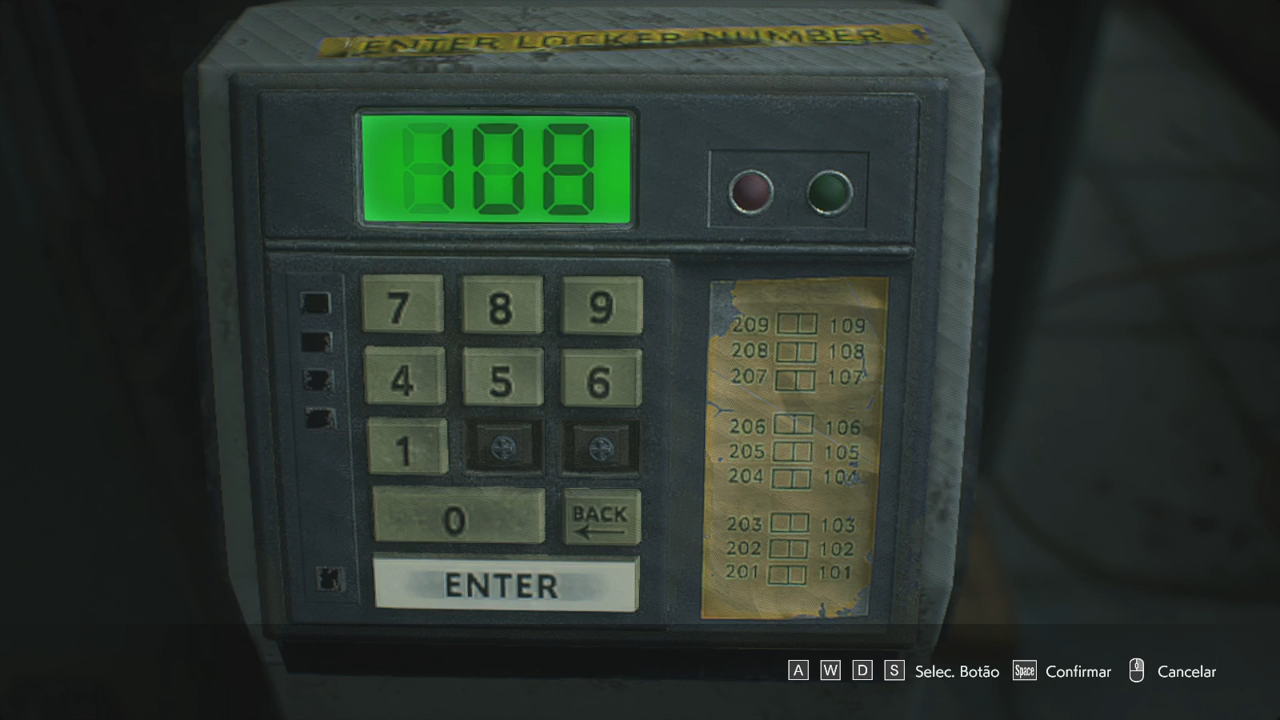 ENTER LOCKER NUMBER
108
7 8 9
4 5 6
1
0 BACK
ENTER
209 109
208 108
207 107
206 106
205 105
204 104
203 103
202 102
201 101
A W D S Selec. Botão Space Confirmar Cancelar